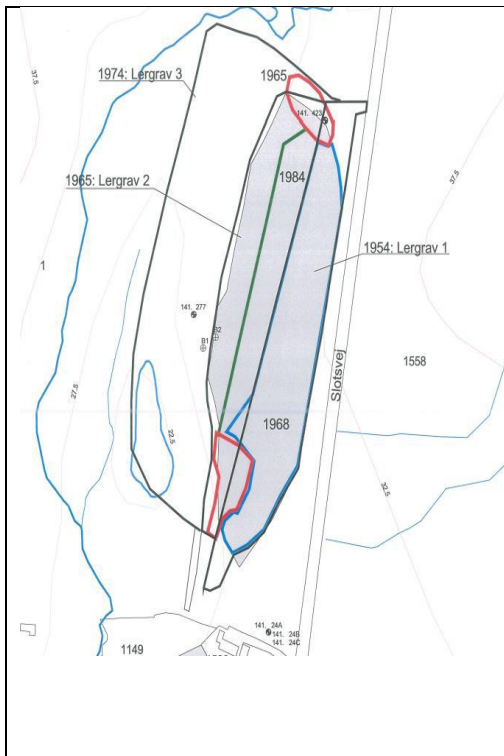 1965
1974: Lergrav 3
37.5
141. 423
37.5
1984
1965: Lergrav 2
1954: Lergrav 1
1
141. 277
B2
B1
1558
Slotsvej
27.5
22.5
1968
32.5
141. 24A
141. 24B
141. 24C
1149